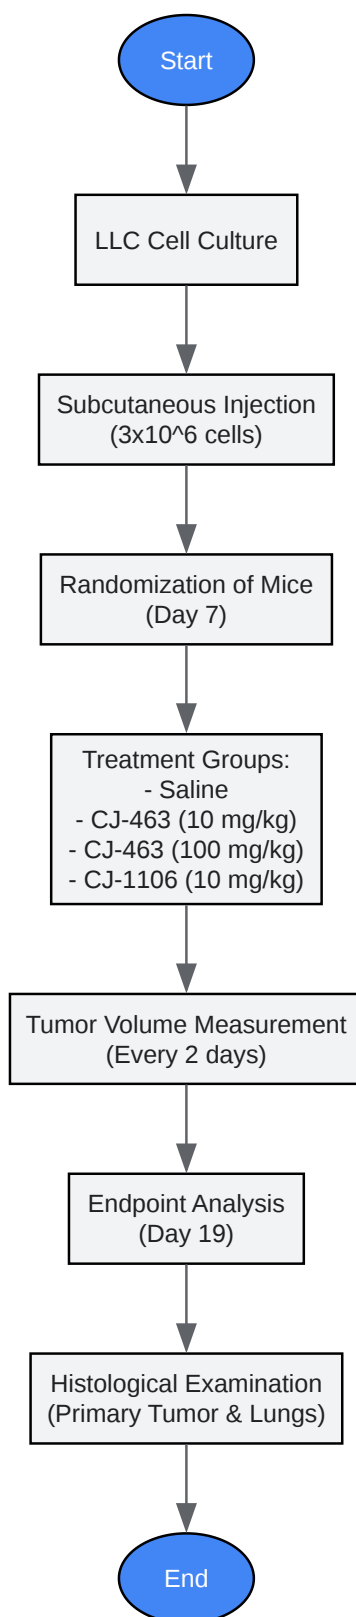 Start
LLC Cell Culture
Subcutaneous Injection
(3x10^6 cells)
Randomization of Mice
(Day 7)
Treatment Groups:
- Saline
- CJ-463 (10 mg/kg)
- CJ-463 (100 mg/kg)
- CJ-1106 (10 mg/kg)
Tumor Volume Measurement
(Every 2 days)
Endpoint Analysis
(Day 19)
Histological Examination
(Primary Tumor & Lungs)
End